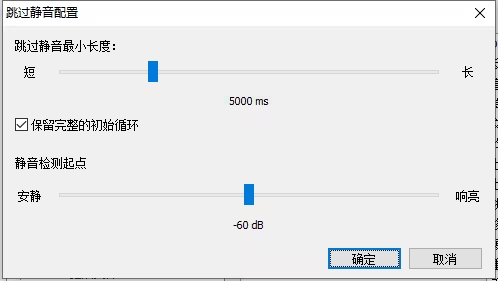 跳过静音配置
跳过静音最小长度:
短
长
5000 ms
保留完整的初始循环
静音检测起点
安静
响亮
-60 dB
确定
取消